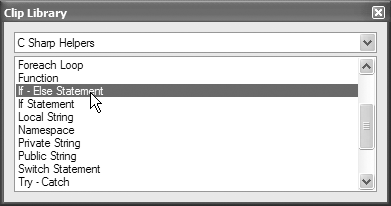 Clip Library
C Sharp Helpers
Foreach Loop
Function
If - Else Statement
If Statement
Local String
Namespace
Private String
Public String
Switch Statement
Try - Catch